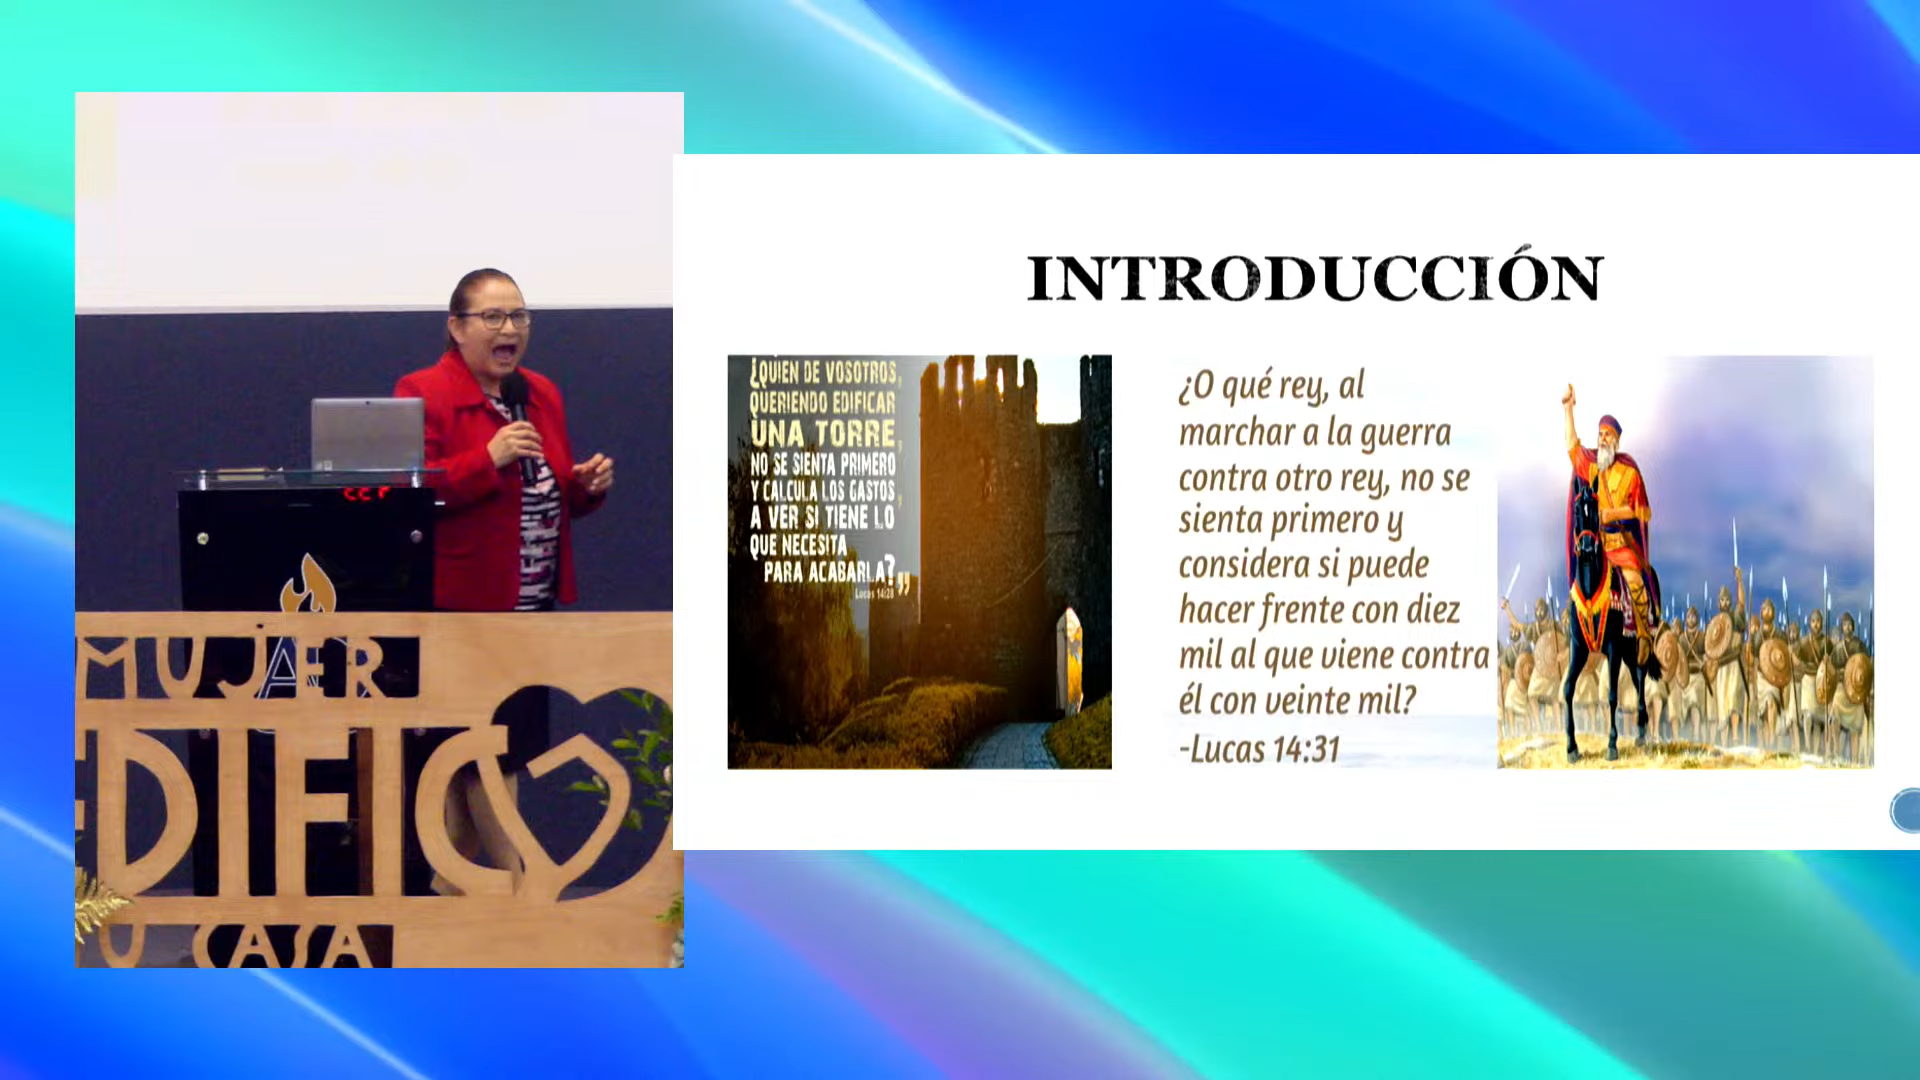 INTRODUCCIÓN
¿QUIEN DE VOSOTROS,
QUERIENDO EDIFICAR
UNA TORRE,
NO SE SIENTA PRIMERO
Y CALCULA LOS GASTOS,
A VER SI TIENE LO
QUE NECESITA
PARA ACABARLA?”
Lucas 14:28
¿O qué rey, al
marchar a la guerra
contra otro rey, no se
sienta primero y
considera si puede
hacer frente con diez
mil al que viene contra
él con veinte mil?
-Lucas 14:31
CCF
MUJER
EDIFIC
U CASA